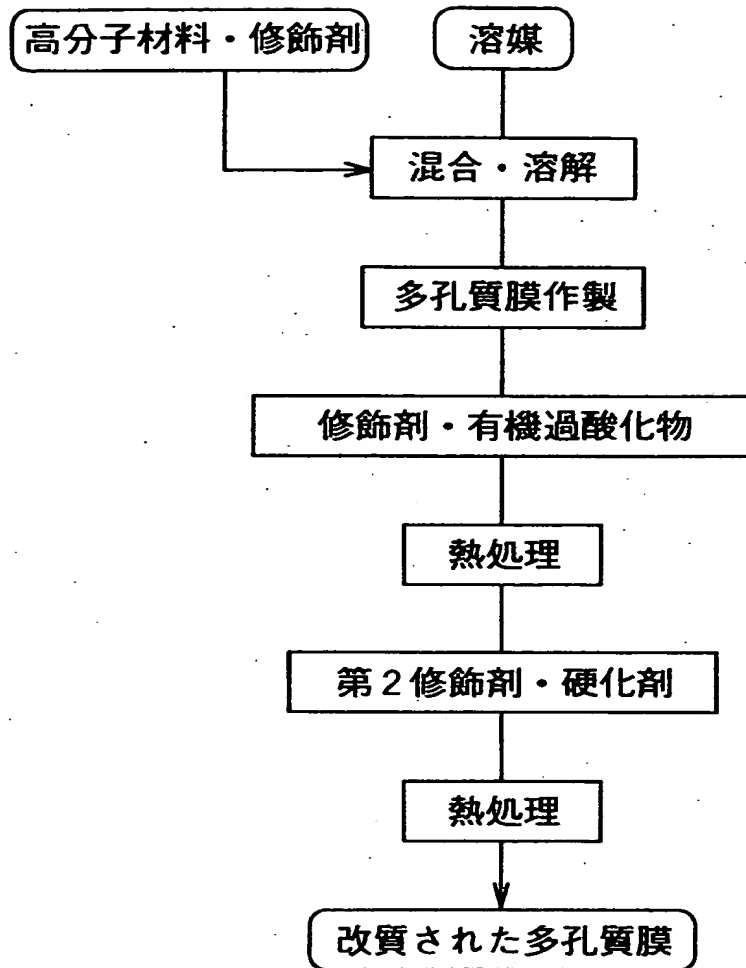 高分子材料・修飾剤
溶媒
混合・溶解
多孔質膜作製
修飾剤・有機過酸化物
熱処理
第2修飾剤・硬化剤
熱処理
改質された多孔質膜